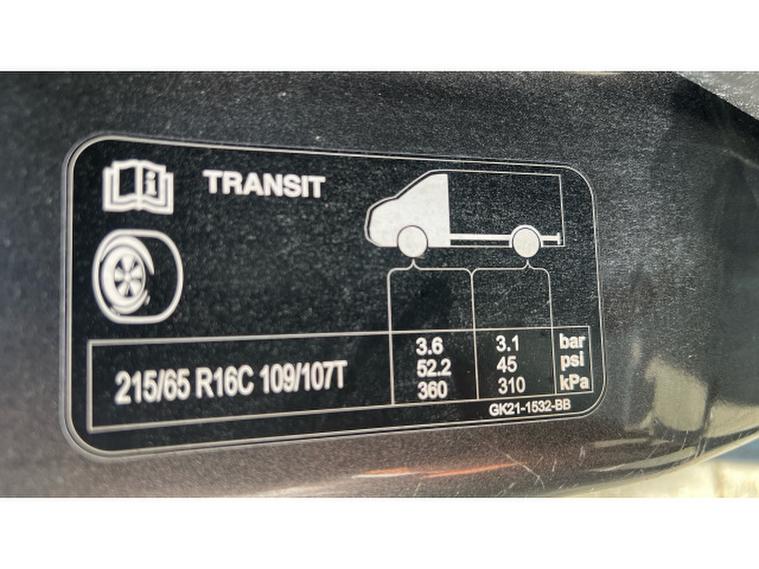 TRANSIT
215/65 R16C 109/107T
3.6 3.1 bar
52.2 45 psi
360 310 kPa
GK21-1532-BB